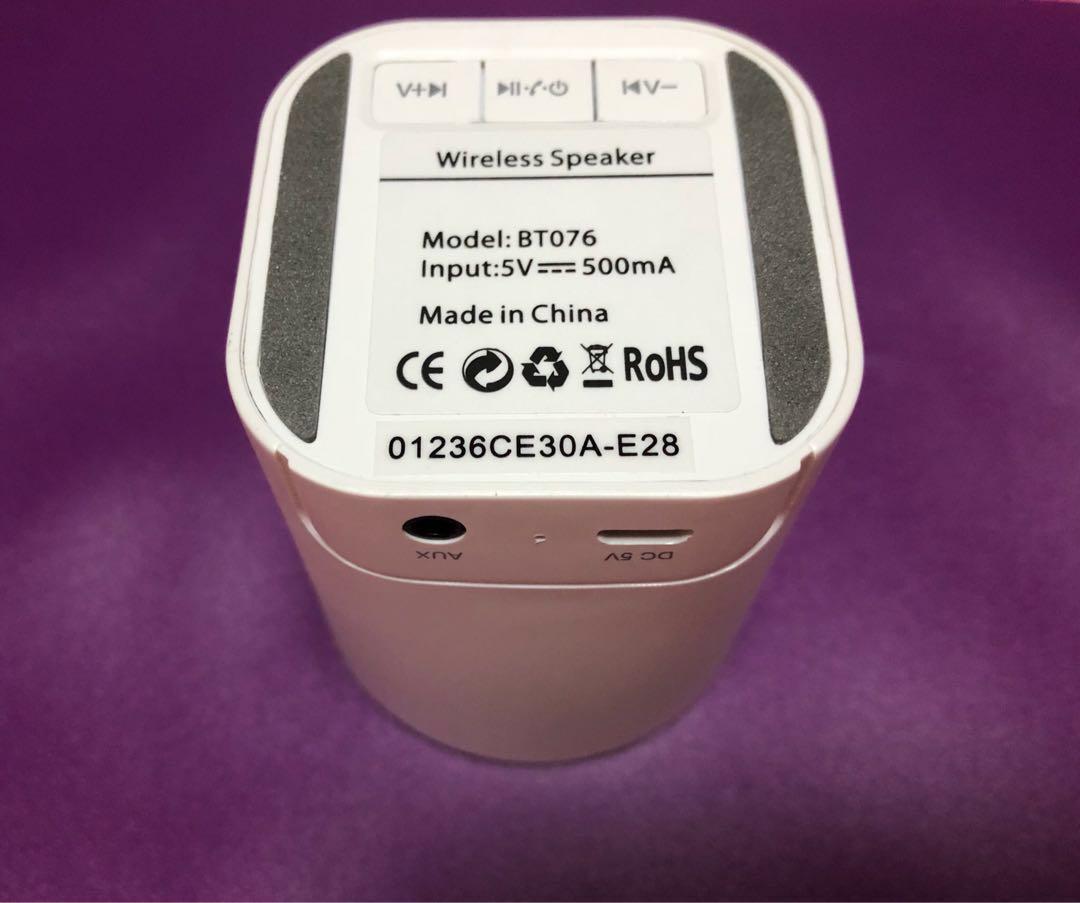 V+ V-
Wireless Speaker
Model: BT076
Input:5V 500mA
Made in China
CE RoHS
01236CE30A-E28
AUX DC 5V